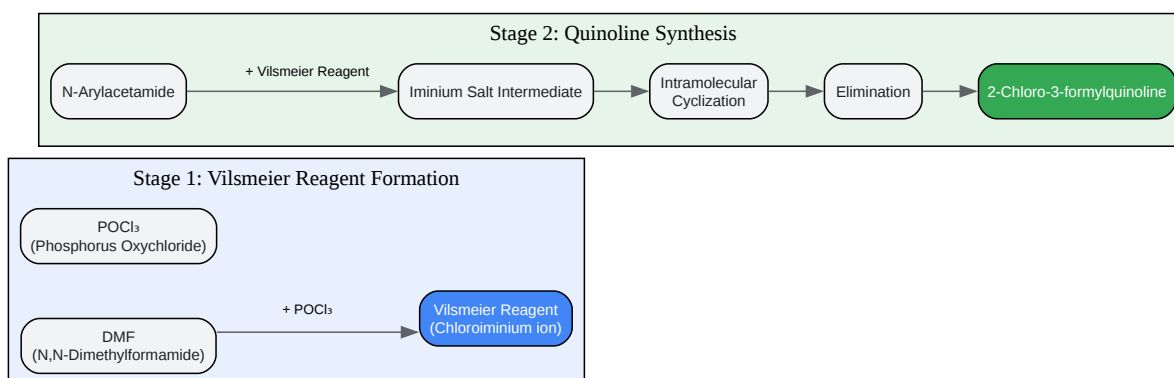 Stage 2: Quinoline Synthesis
N-Arylacetamide
+ Vilsmeier Reagent
Iminium Salt Intermediate
Intramolecular
Cyclization
Elimination
2-Chloro-3-formylquinoline
Stage 1: Vilsmeier Reagent Formation
POCl₃
(Phosphorus Oxychloride)
DMF
(N,N-Dimethylformamide)
+ POCl₃
Vilsmeier Reagent
(Chloroiminium ion)